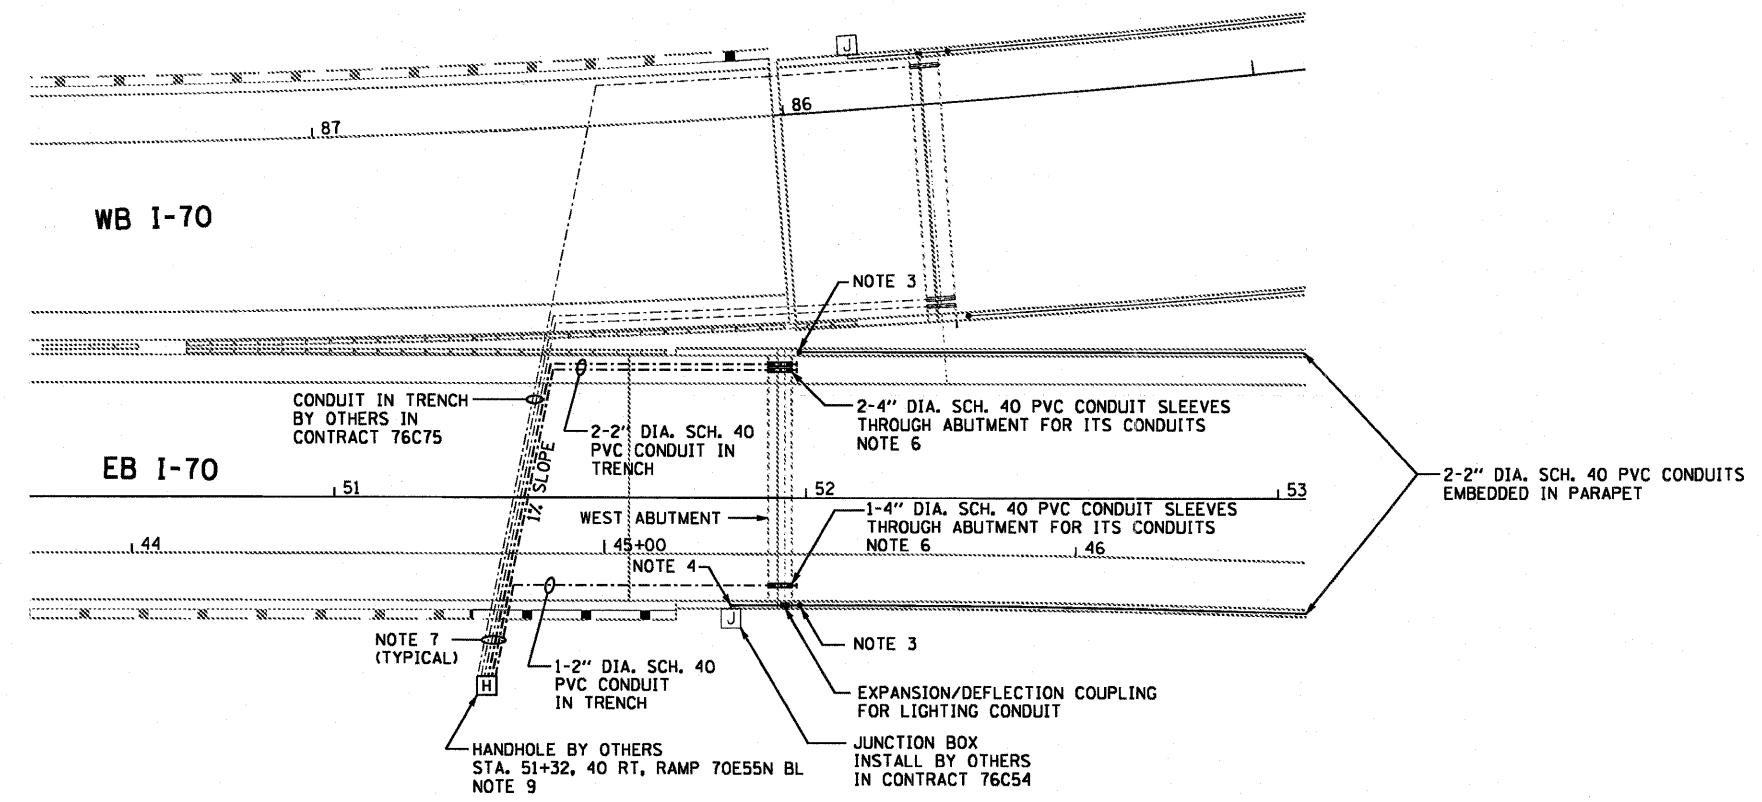 J
86
87
WB I-70
NOTE 3
CONDUIT IN TRENCH
BY OTHERS IN
CONTRACT 76C75
2-2" DIA. SCH. 40
PVC CONDUIT IN
TRENCH
2-4" DIA. SCH. 40 PVC CONDUIT SLEEVES
THROUGH ABUTMENT FOR ITS CONDUITS
NOTE 6
EB I-70
1% SLOPE
2-2" DIA. SCH. 40 PVC CONDUITS
EMBEDDED IN PARAPET
51
52
53
WEST ABUTMENT
1-4" DIA. SCH. 40 PVC CONDUIT SLEEVES
THROUGH ABUTMENT FOR ITS CONDUITS
NOTE 6
44
45+00
46
NOTE 4
J
NOTE 7
(TYPICAL)
NOTE 3
1-2" DIA. SCH. 40
PVC CONDUIT
IN TRENCH
H
EXPANSION/DEFLECTION COUPLING
FOR LIGHTING CONDUIT
HANDHOLE BY OTHERS
STA. 51+32, 40 RT, RAMP 70E55N BL
NOTE 9
JUNCTION BOX
INSTALL BY OTHERS
IN CONTRACT 76C54